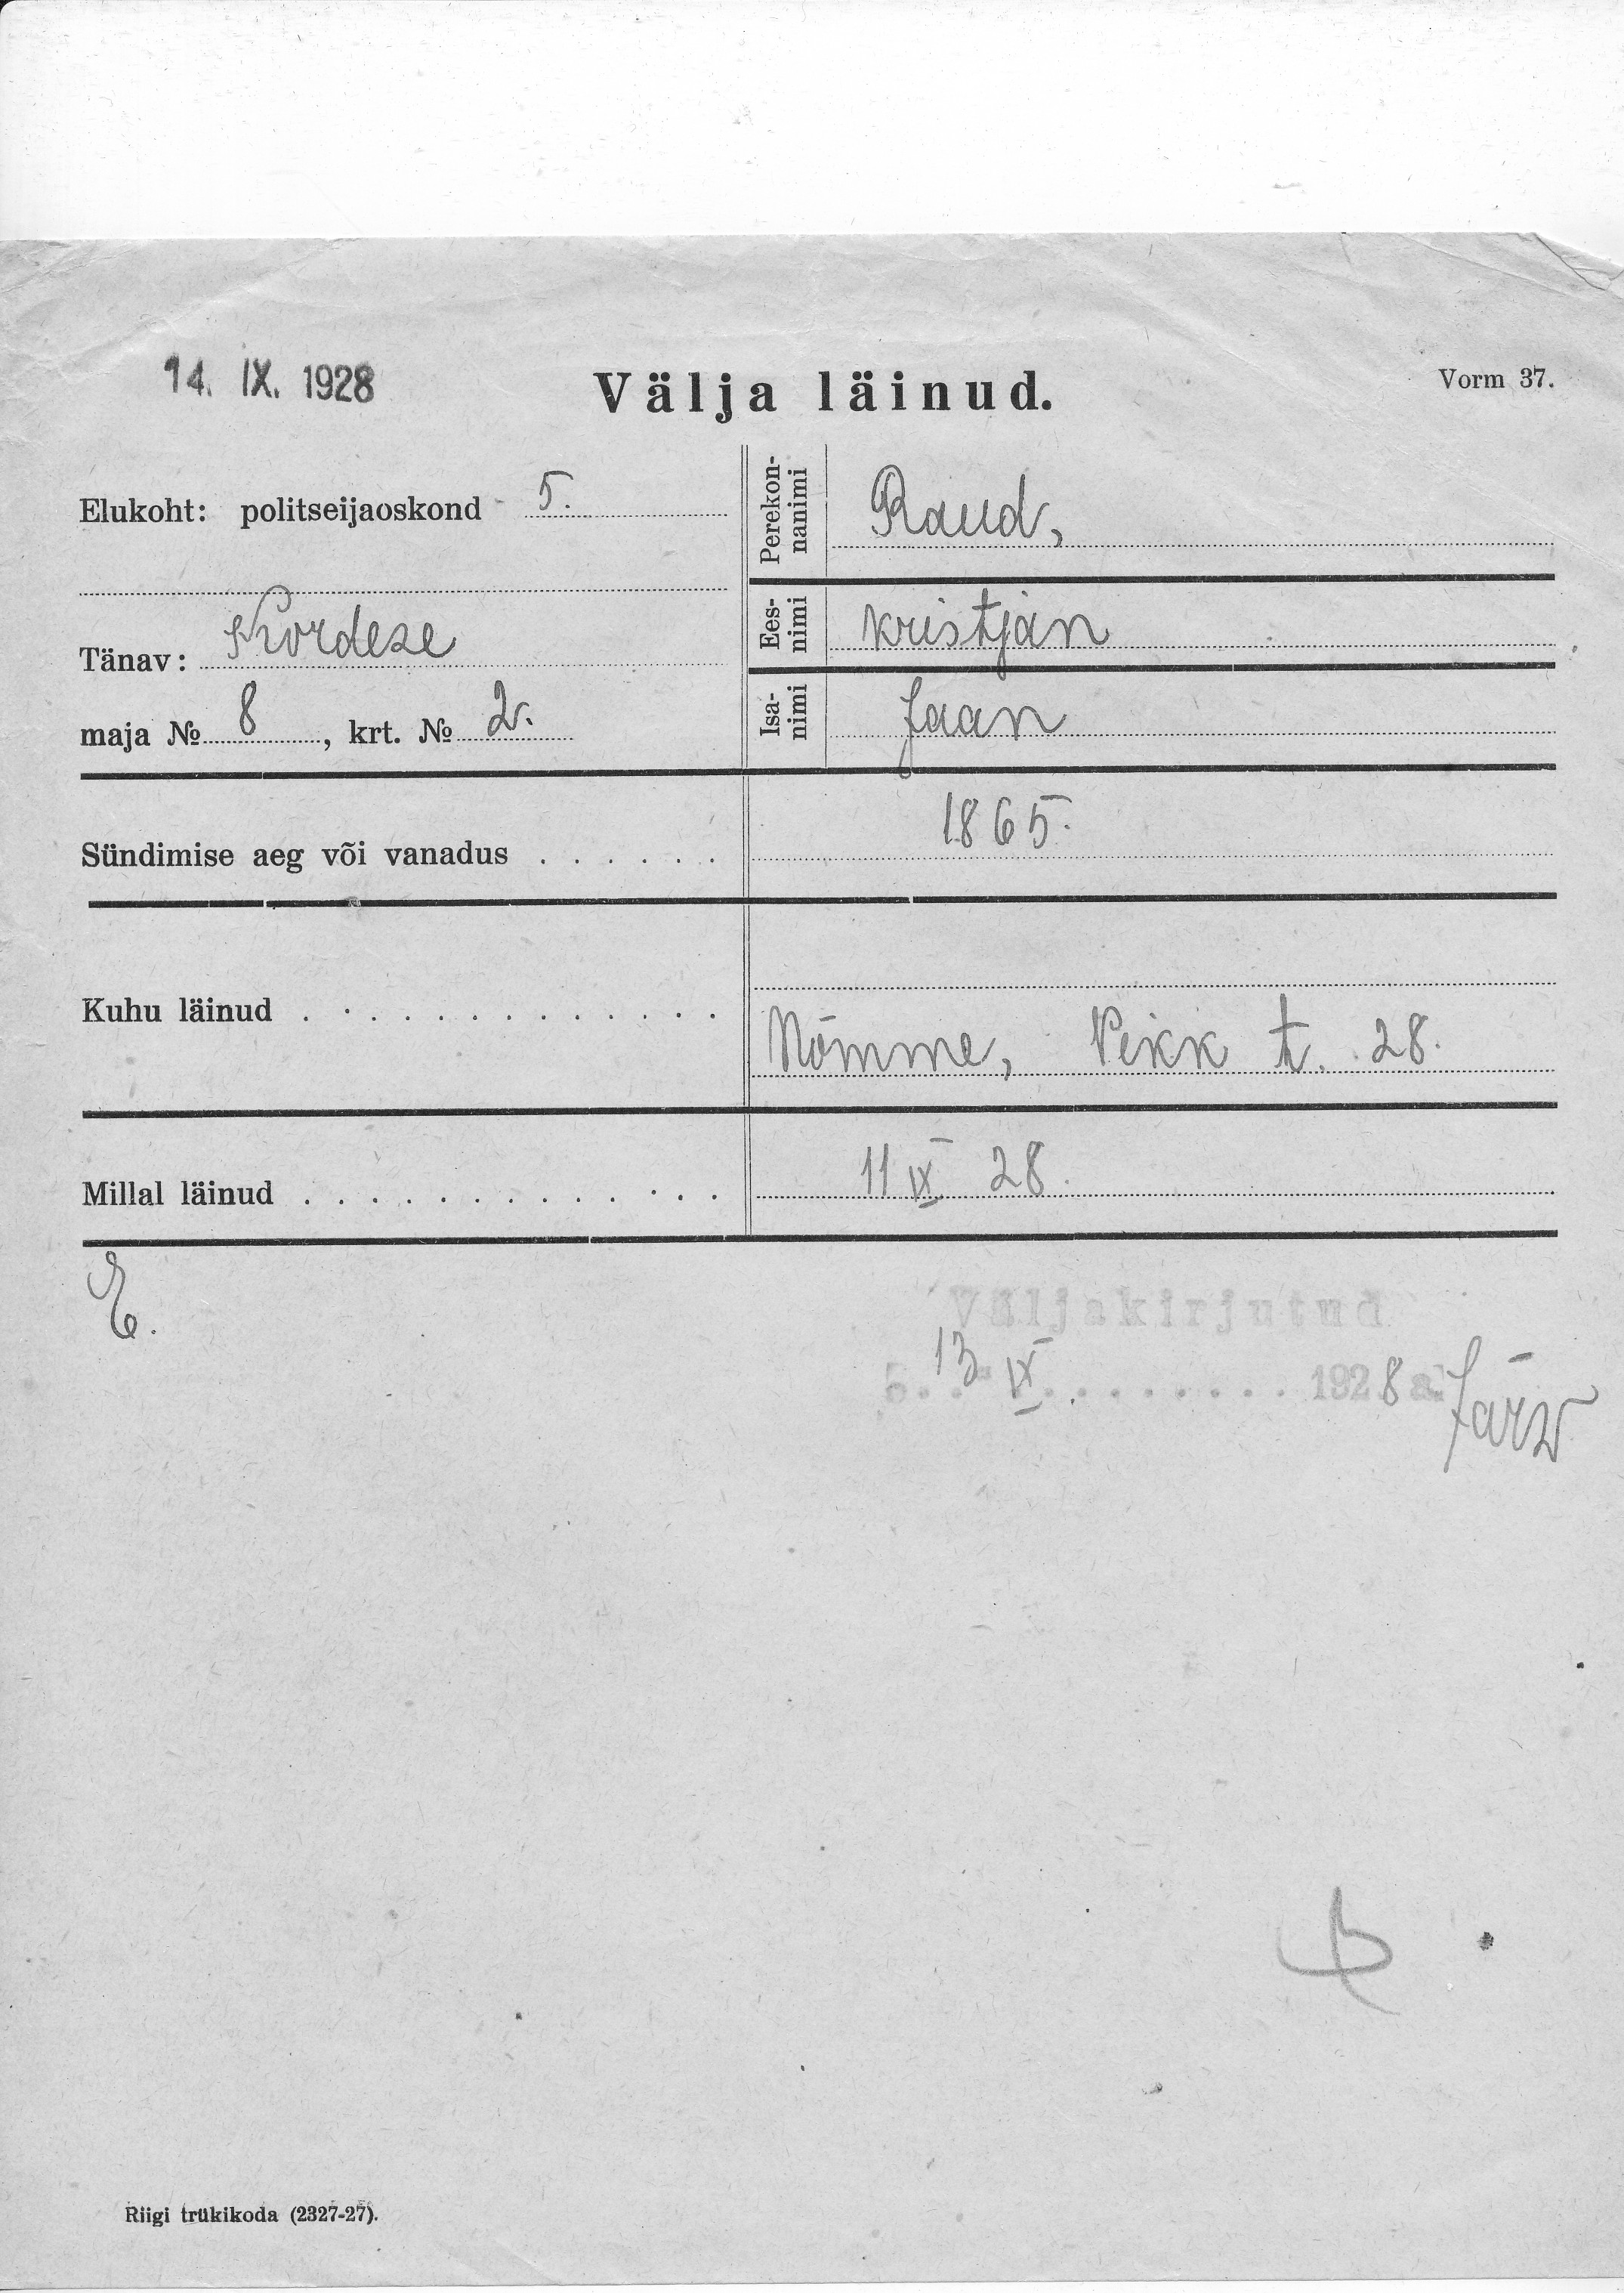 14. IX. 1928
Välja läinud.
Vorm 37.
Elukoht: politseijaoskond 5.
Tänav: Kordese
maja № 8, krt. № 2.
Perekon-
nanimi
Raud,
Ees-
nimi
Kristjan
Isa-
nimi
Jaan
Sündimise aeg või vanadus . . . . . . 1865.
Kuhu läinud . . . . . . . . . . . . . Nõmme, Pikk t. 28.
Millal läinud . . . . . . . . . . . . . 11 IX 28.
E.
Väljakirjutud
13 IX 1928 a.
Järw
Riigi trükikoda (2327-27).